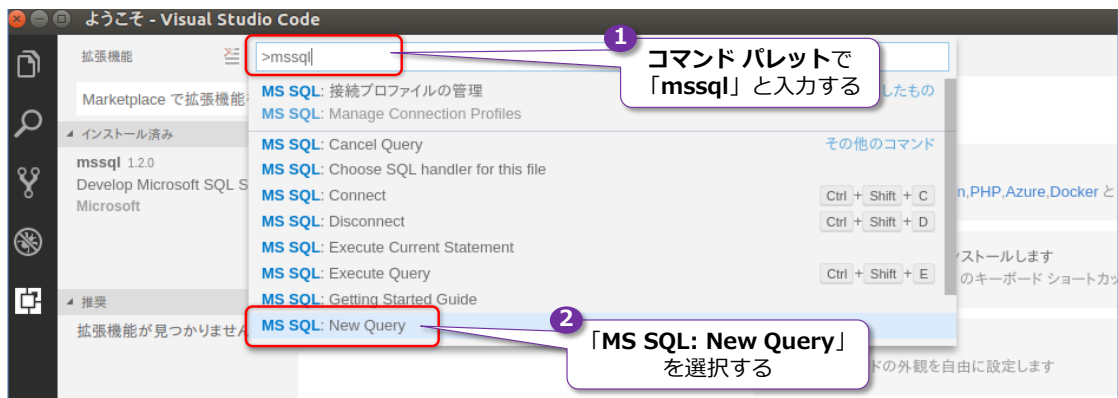 ようこそ - Visual Studio Code
拡張機能
>mssql
1
コマンド パレットで
「mssql」と入力する
Marketplace で拡張機能
MS SQL: 接続プロファイルの管理
したもの
MS SQL: Manage Connection Profiles
インストール済み
MS SQL: Cancel Query
その他のコマンド
mssql 1.2.0
MS SQL: Choose SQL handler for this file
Develop Microsoft SQL S
MS SQL: Connect Ctrl + Shift + C
n,PHP,Azure,Docker と
Microsoft
MS SQL: Disconnect Ctrl + Shift + D
MS SQL: Execute Current Statement
ンストールします
MS SQL: Execute Query Ctrl + Shift + E
のキーボード ショートカッ
推奨
MS SQL: Getting Started Guide
拡張機能が見つかりません
MS SQL: New Query
2
「MS SQL: New Query」
を選択する
ドの外観を自由に設定します